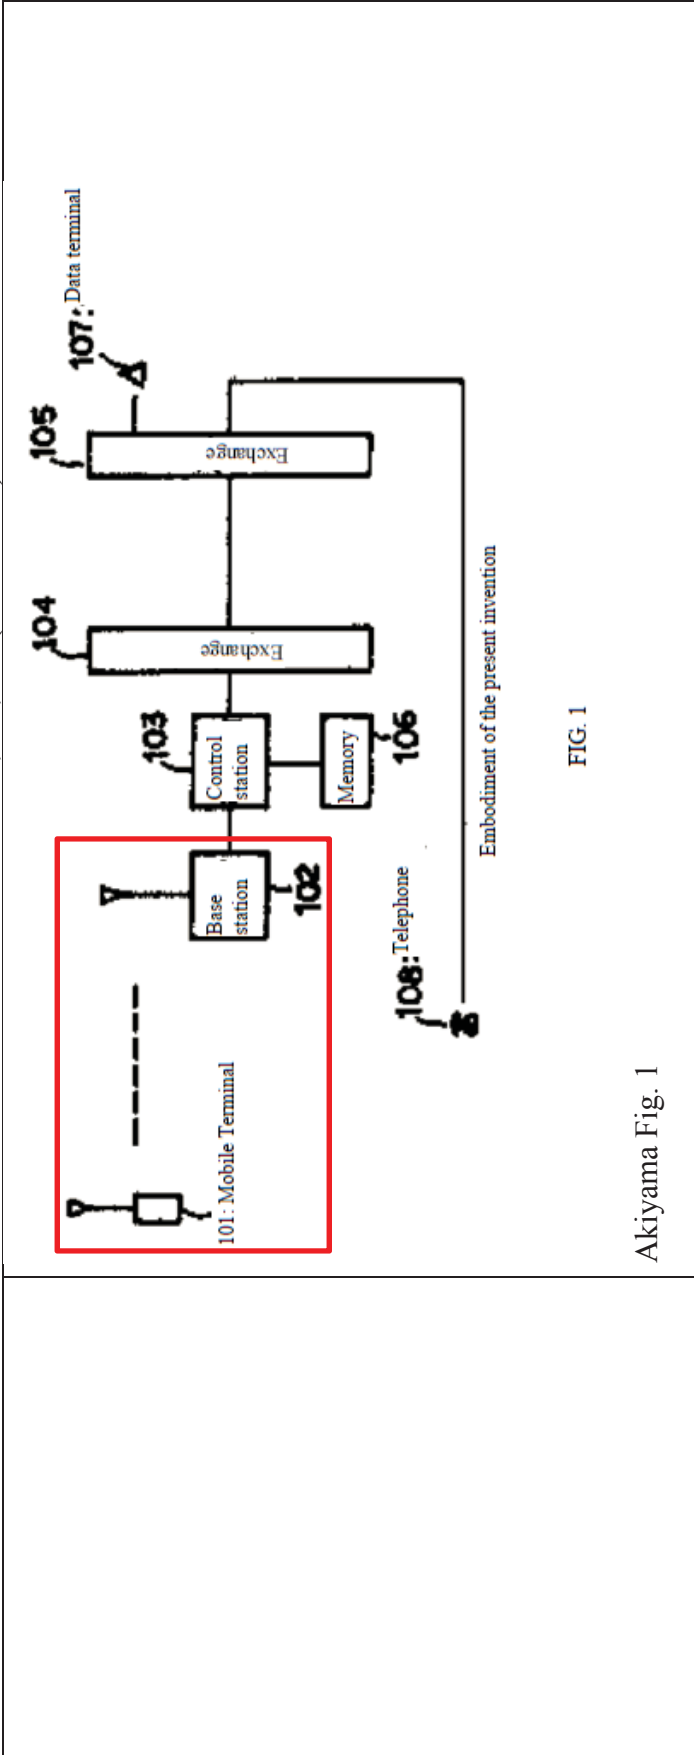 107: Data terminal
105
Exchange
104
Exchange
103
Control
station
Memory
106
Base
station
102
101: Mobile Terminal
108: Telephone
Embodiment of the present invention
FIG. 1
Akiyama Fig. 1